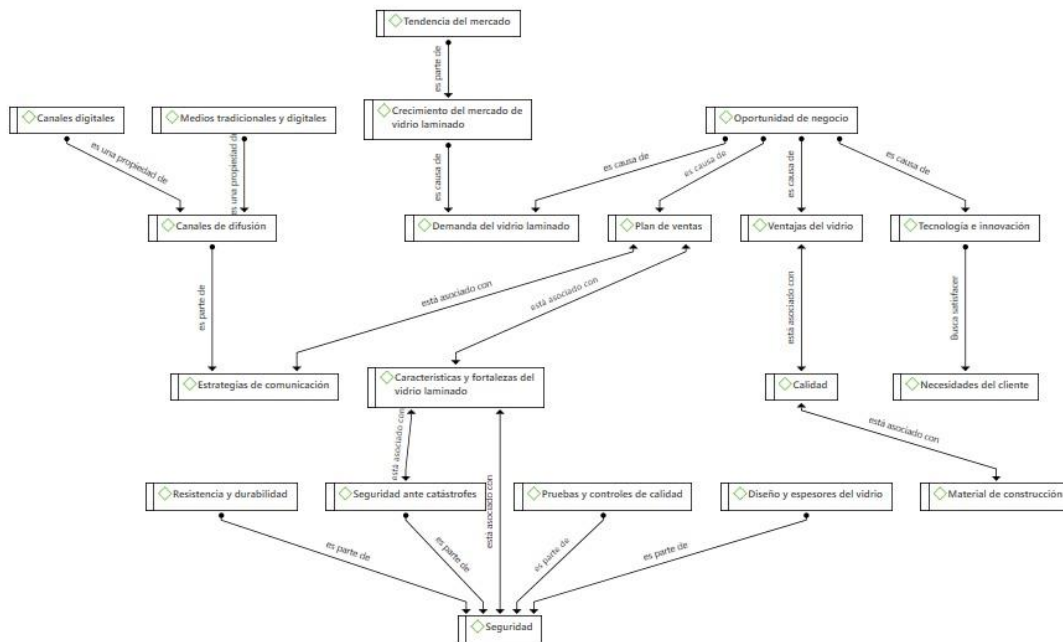 Tendencia del mercado
es parte de
Canales digitales
Medios tradicionales y digitales
Crecimiento del mercado de
vidrio laminado
Oportunidad de negocio
es una propiedad de
es una propiedad de
es causa de
es causa de
es causa de
es causa de
es causa de
Canales de difusión
Demanda del vidrio laminado
Plan de ventas
Ventajas del vidrio
Tecnología e innovación
es parte de
está asociado con
está asociado con
está asociado con
Busca satisfacer
Estrategias de comunicación
Caracteristicas y fortalezas del
vidrio laminado
Calidad
Necesidades del cliente
está asociado con
está asociado con
está asociado con
Resistencia y durabilidad
Seguridad ante catástrofes
Pruebas y controles de calidad
Diseño y espesores del vidrio
Material de construcción
es parte de
es parte de
es parte de
es parte de
Seguridad